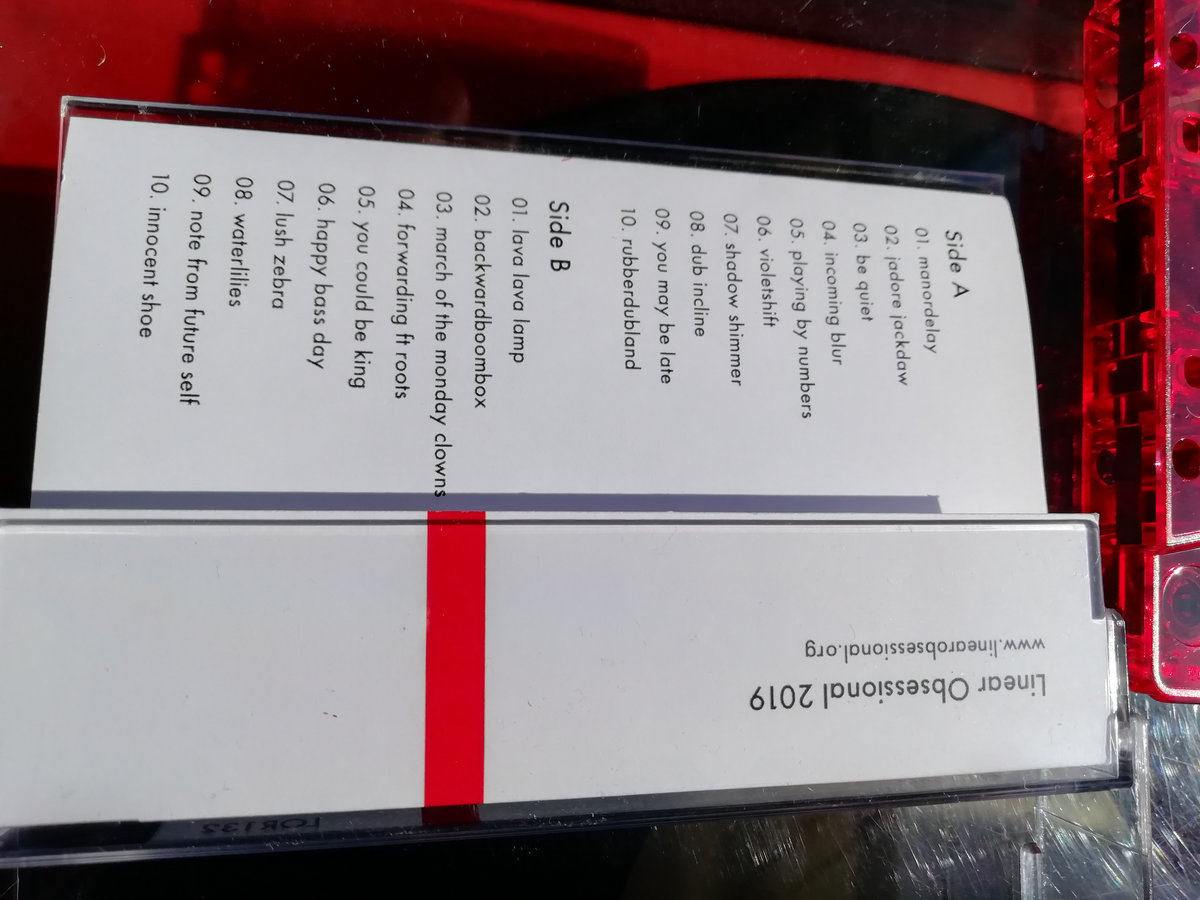 Side A
01. manordelay
02. jadore jackdaw
03. be quiet
04. incoming blur
05. playing by numbers
06. violetshift
07. shadow shimmer
08. dub incline
09. you may be late
10. rubberdubland
Side B
01. lava lava lamp
02. backwardboombox
03. march of the monday clowns
04. forwarding ft roots
05. you could be king
06. happy bass day
07. lush zebra
08. waterlilies
09. note from future self
10. innocent shoe
Linear Obsessional 2019
www.linearobsessional.org
LOR132